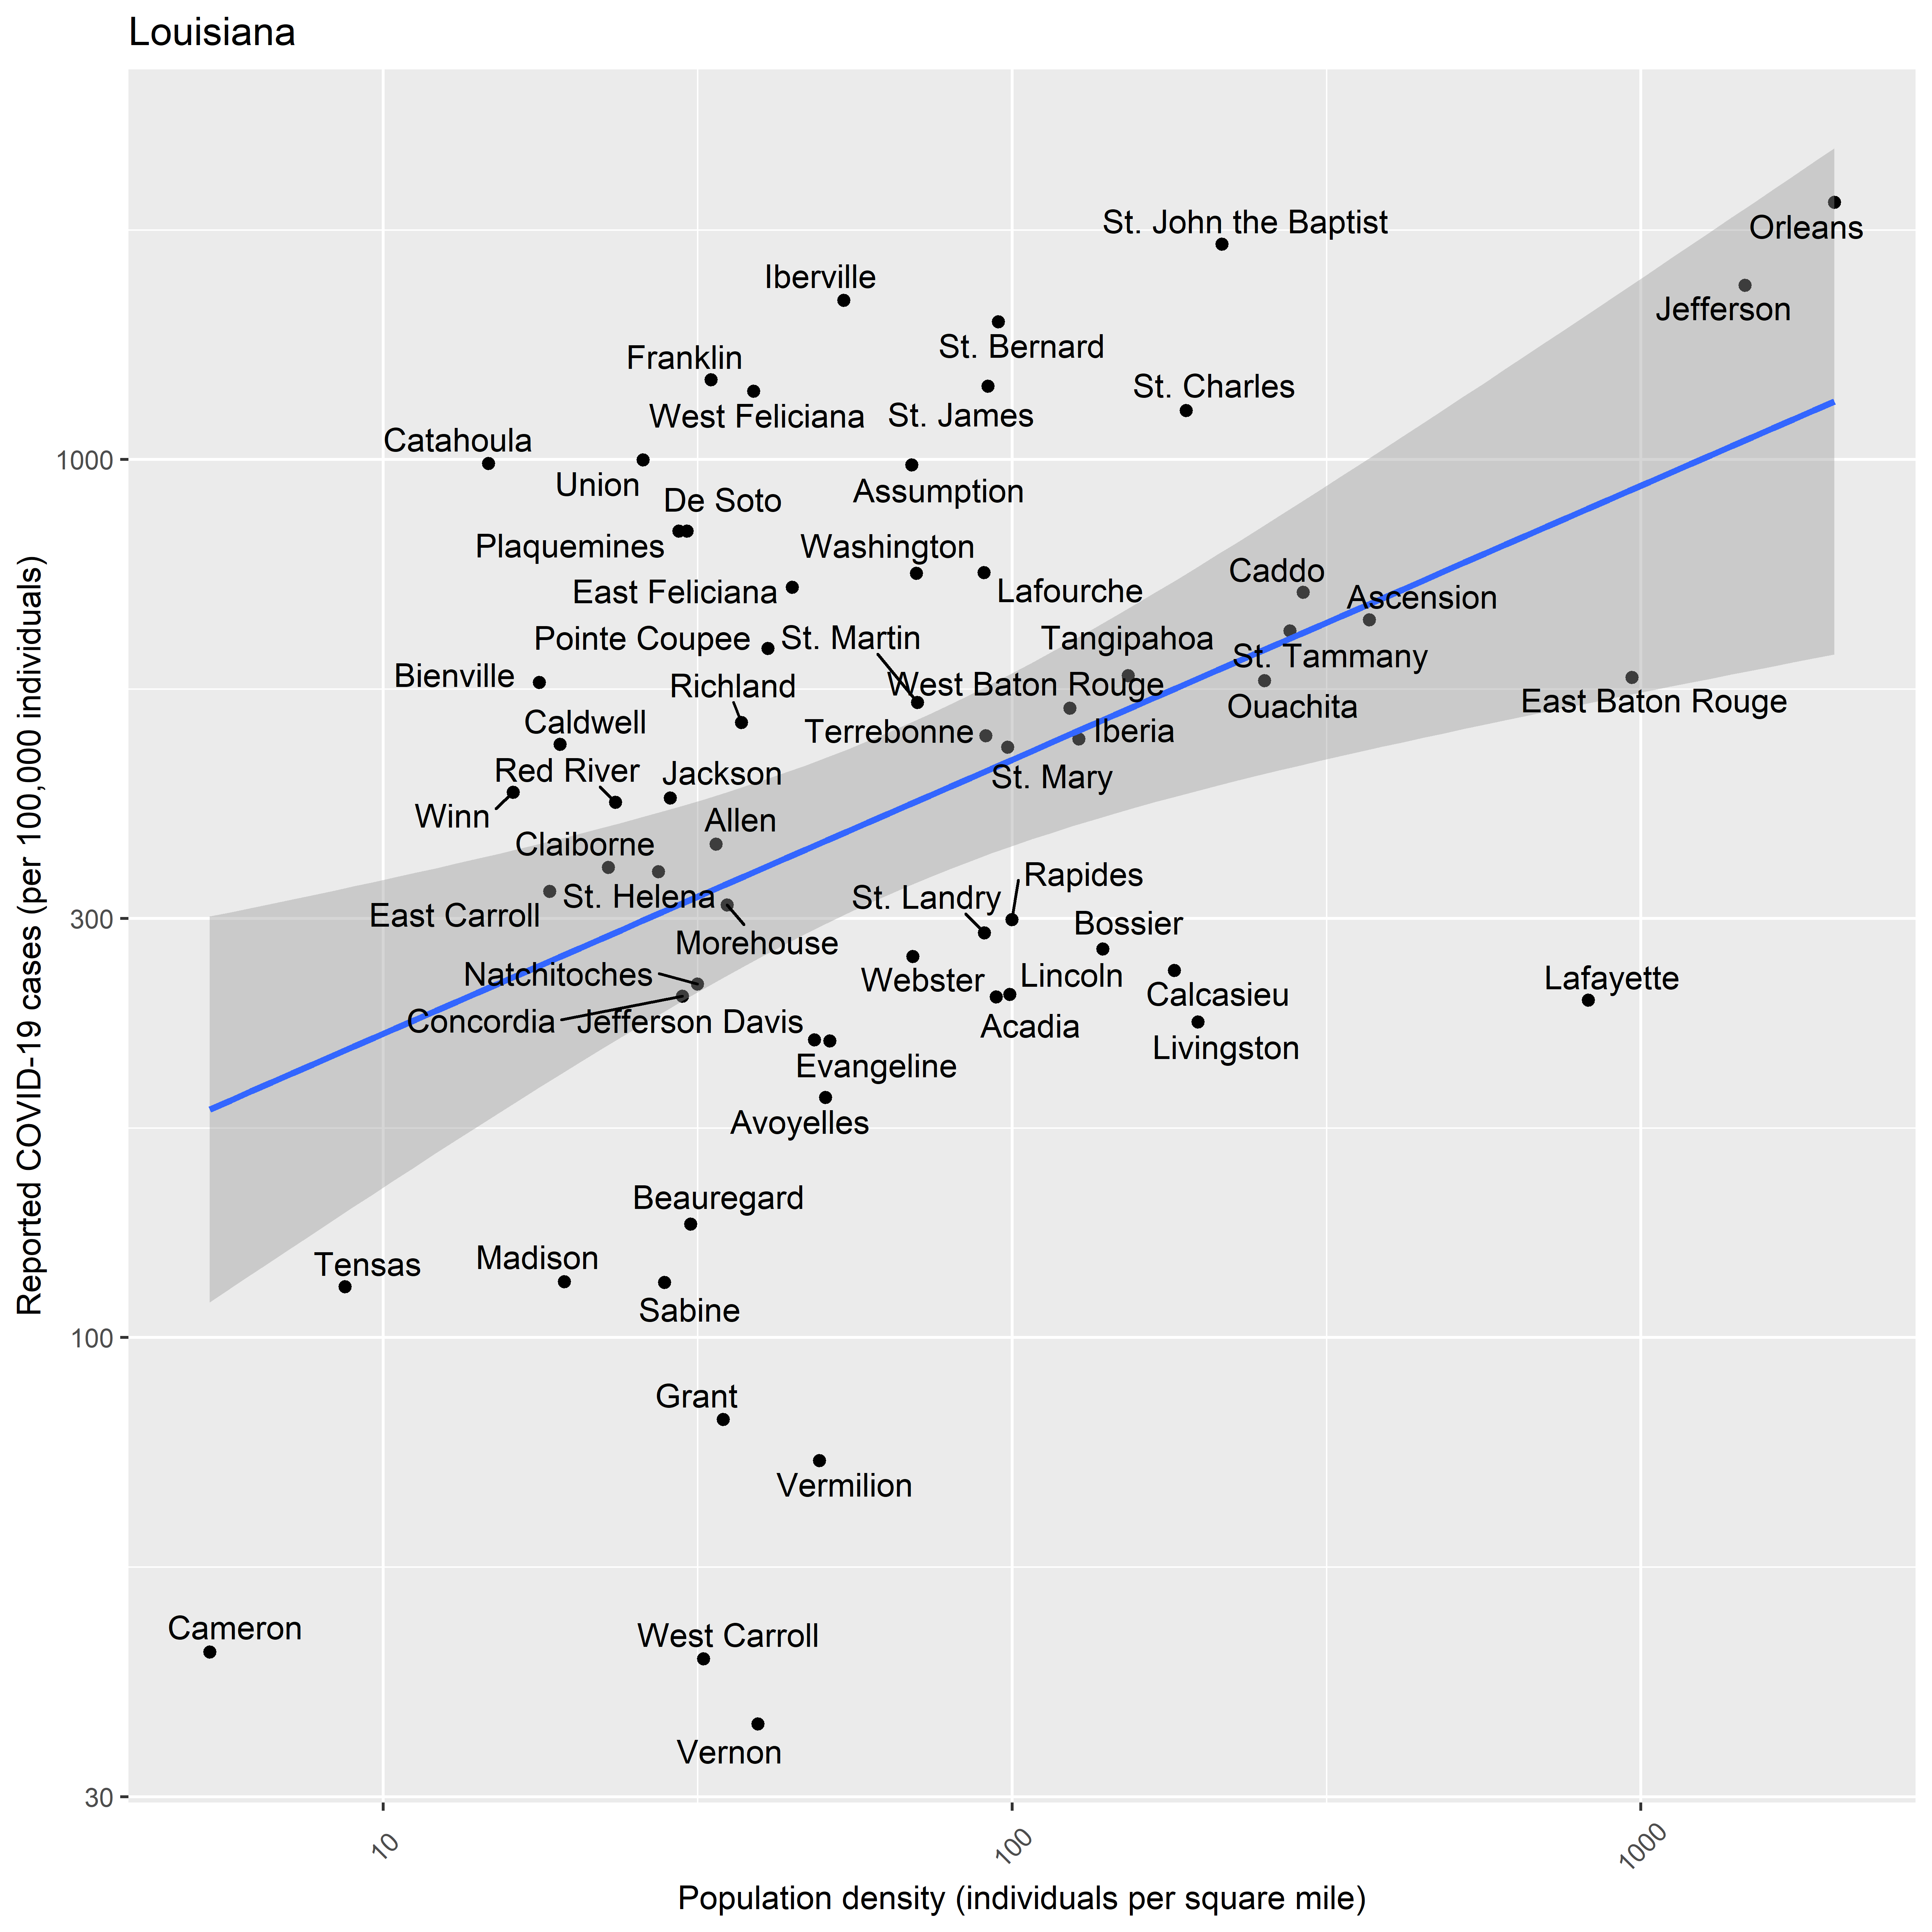 Louisiana
St. John the Baptist
Orleans
Iberville
Jefferson
St. Bernard
Franklin
St. Charles
West Feliciana
St. James
Catahoula
1000
Union
Assumption
De Soto
Plaquemines
Washington
Caddo
East Feliciana
Lafourche
Ascension
Pointe Coupee
St. Martin
Tangipahoa
St. Tammany
Bienville
Richland
West Baton Rouge
East Baton Rouge
Ouachita
Caldwell
Terrebonne
Iberia
Red River
Jackson
St. Mary
Winn
Allen
Claiborne
Rapides
St. Helena
St. Landry
East Carroll
300
Bossier
Morehouse
Natchitoches
Webster
Lincoln
Lafayette
Calcasieu
Concordia
Jefferson Davis
Acadia
Livingston
Evangeline
Avoyelles
Beauregard
Tensas
Madison
Sabine
100
Grant
Vermilion
Cameron
West Carroll
Vernon
30
10
100
1000
Population density (individuals per square mile)
Reported COVID-19 cases (per 100,000 individuals)